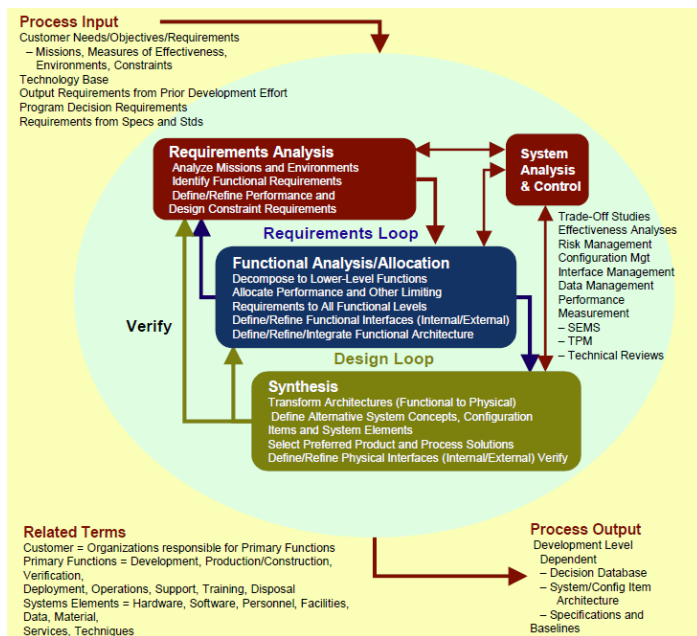 Process Input
Customer Needs/Objectives/Requirements
– Missions, Measures of Effectiveness,
Environments, Constraints
Technology Base
Output Requirements from Prior Development Effort
Program Decision Requirements
Requirements from Specs and Stds
Requirements Analysis
Analyze Missions and Environments
Identify Functional Requirements
Define/Refine Performance and
Design Constraint Requirements
System
Analysis
& Control
Trade-Off Studies
Effectiveness Analyses
Risk Management
Configuration Mgt
Interface Management
Data Management
Performance
Measurement
– SEMS
– TPM
– Technical Reviews
Requirements Loop
Functional Analysis/Allocation
Decompose to Lower-Level Functions
Allocate Performance and Other Limiting
Requirements to All Functional Levels
Define/Refine Functional Interfaces (Internal/External)
Define/Refine/Integrate Functional Architecture
Verify
Design Loop
Synthesis
Transform Architectures (Functional to Physical)
Define Alternative System Concepts, Configuration
Items and System Elements
Select Preferred Product and Process Solutions
Define/Refine Physical Interfaces (Internal/External) Verify
Related Terms
Customer = Organizations responsible for Primary Functions
Primary Functions = Development, Production/Construction,
Verification,
Deployment, Operations, Support, Training, Disposal
Systems Elements = Hardware, Software, Personnel, Facilities,
Data, Material,
Services, Techniques
Process Output
Development Level
Dependent
– Decision Database
– System/Config Item
Architecture
– Specifications and
Baselines